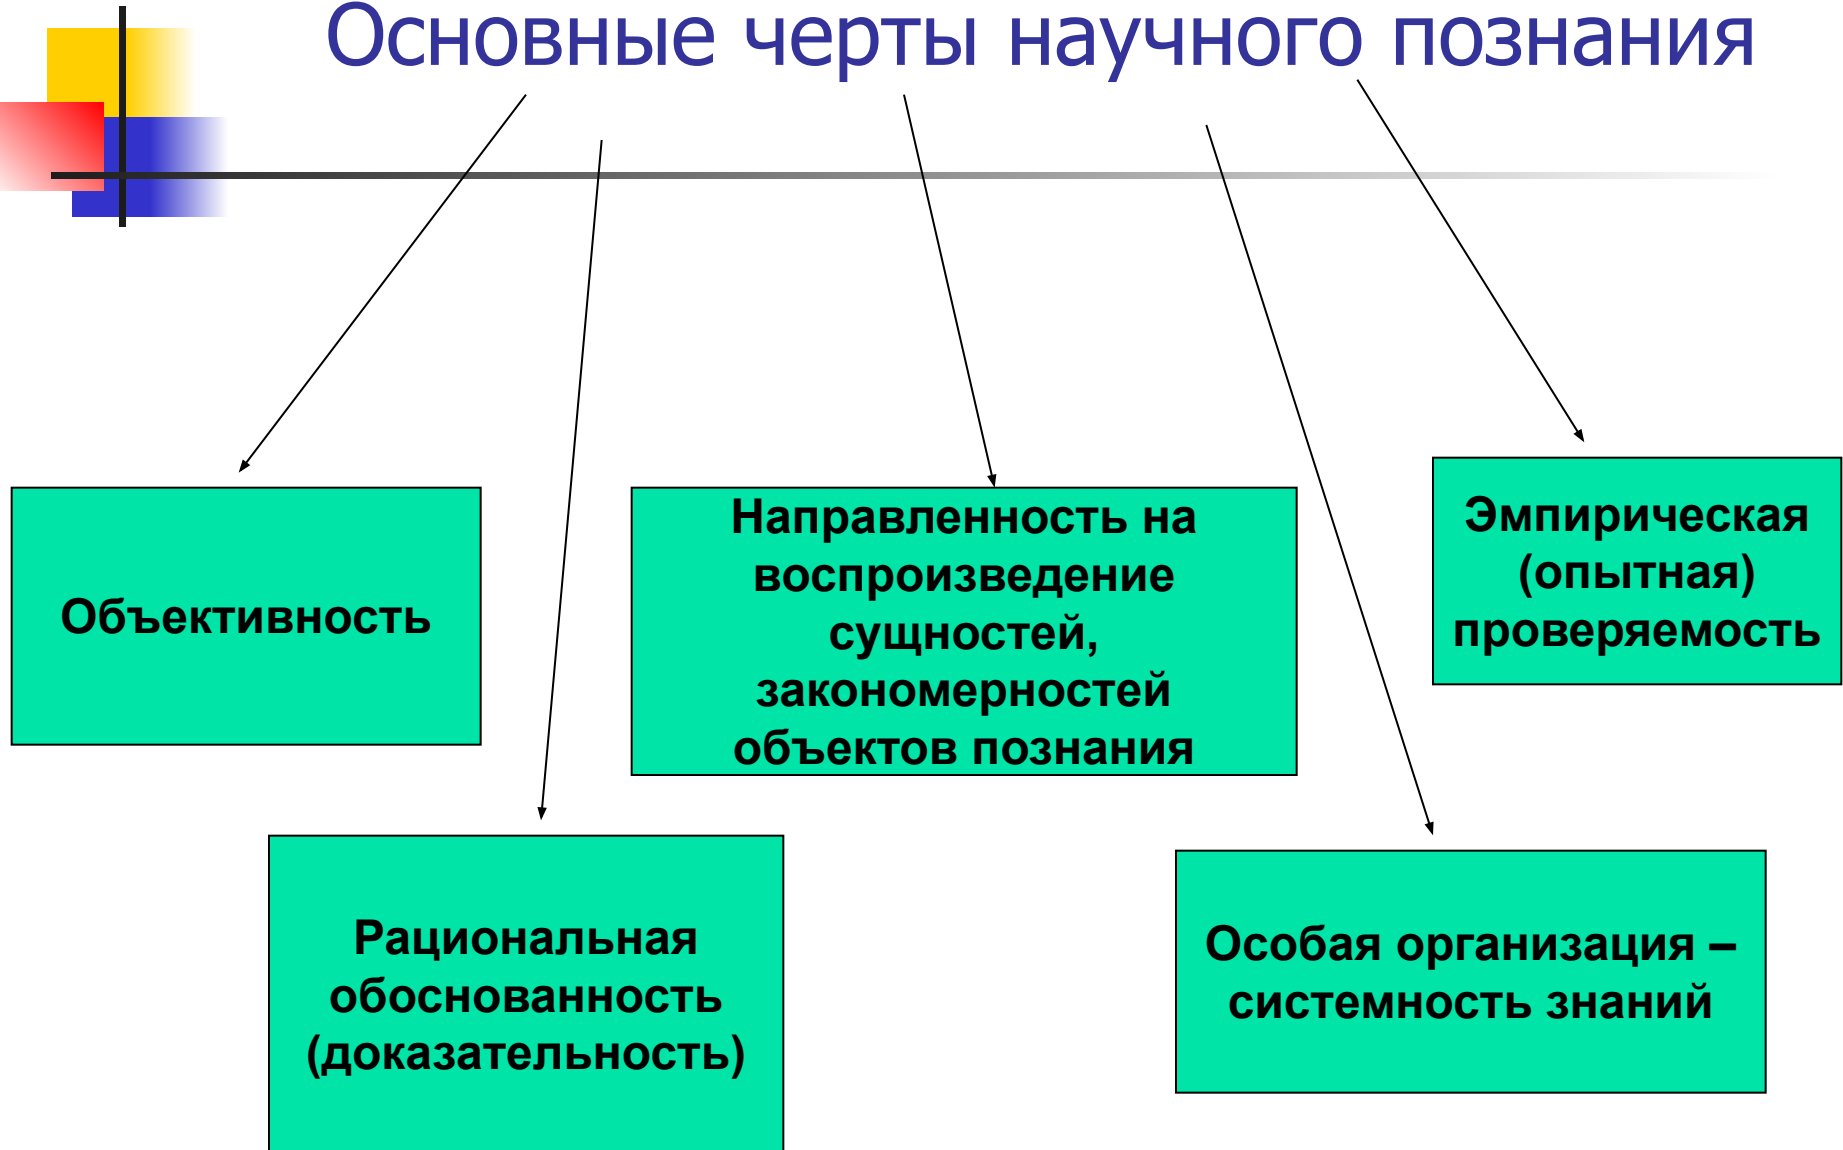 Основные черты научного познания
Объективность
Направленность на
воспроизведение
сущностей,
закономерностей
объектов познания
Эмпирическая
(опытная)
проверяемость
Рациональная
обоснованность
(доказательность)
Особая организация –
системность знаний